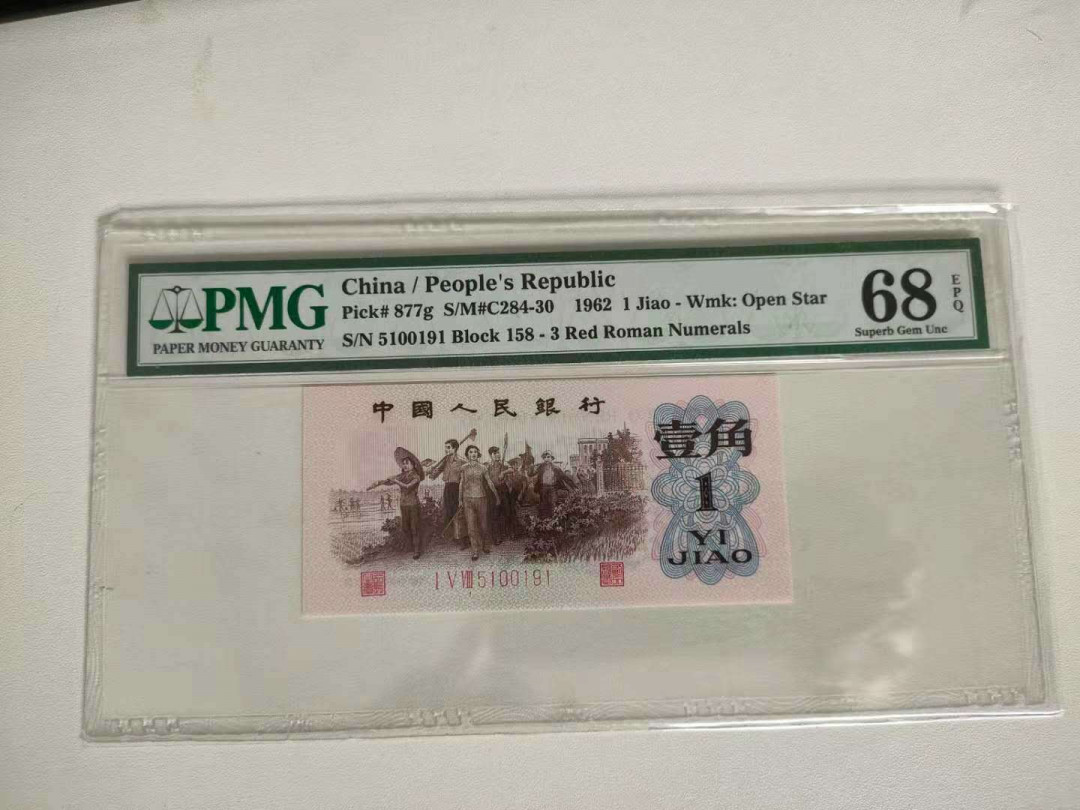 PMG
PAPER MONEY GUARANTY
China / People's Republic
Pick# 877g S/M#C284-30 1962 1 Jiao - Wmk: Open Star
S/N 5100191 Block 158 - 3 Red Roman Numerals
68
EPQ
Superb Gem Unc
中國人民銀行
壹角
1
YI
JIAO
I V VIII 5100191